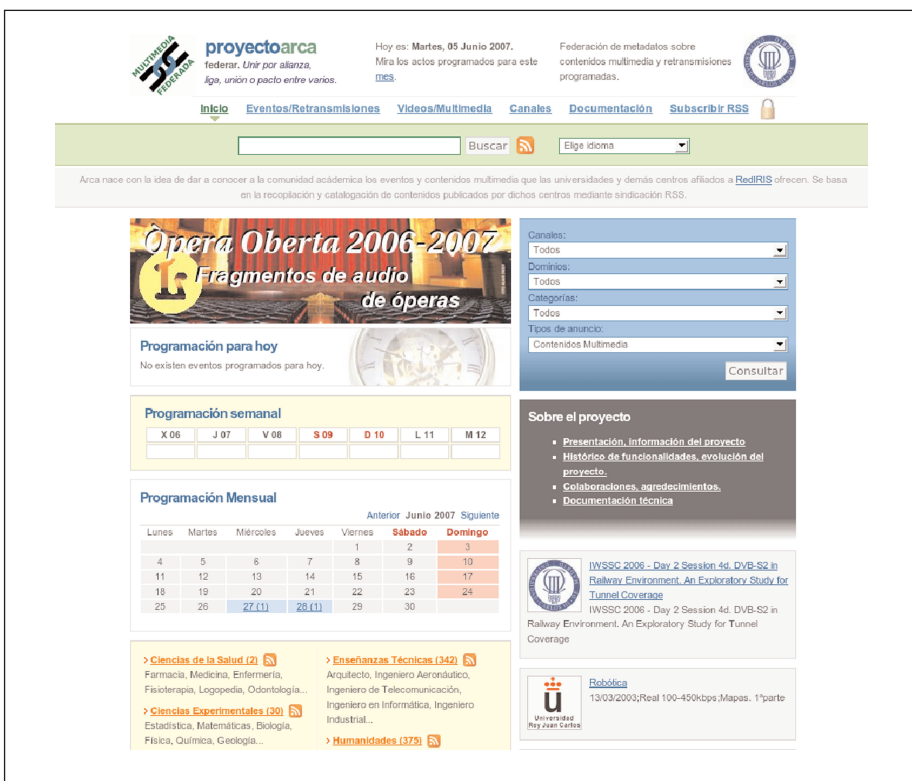 MULTIMEDIA
FEDERADA
proyectoarca
federar. Unir por alianza,
liga, unión o pacto entre varios.
Hoy es: Martes, 05 Junio 2007.
Mira los actos programados para este
mes.
Federación de metadatos sobre
contenidos multimedia y retransmisiones
programadas.
Inicio Eventos/Retransmisiones Videos/Multimedia Canales Documentación Subscribir RSS
Buscar
Elige idioma
Arca nace con la idea de dar a conocer a la comunidad acádemica los eventos y contenidos multimedia que las universidades y demás centros afiliados a RedIRIS ofrecen. Se basa
en la recopilación y catalogación de contenidos publicados por dichos centros mediante sindicación RSS.
Òpera Oberta 2006-2007
Fragmentos de audio
de óperas
Programación para hoy
No existen eventos programados para hoy.
Programación semanal
X 06 J 07 V 08 S 09 D 10 L 11 M 12
Programación Mensual
Anterior Junio 2007 Siguiente
Lunes Martes Miércoles Jueves Viernes Sábado Domingo
1 2 3
4 5 6 7 8 9 10
11 12 13 14 15 16 17
18 19 20 21 22 23 24
25 26 27 (1) 28 (1) 29 30
> Ciencias de la Salud (2)
Farmacia, Medicina, Enfermería,
Fisioterapia, Logopedia, Odontología...
> Ciencias Experimentales (30)
Estadística, Matemáticas, Biología,
Física, Química, Geología...
> Enseñanzas Técnicas (342)
Arquitecto, Ingeniero Aeronáutico,
Ingeniero de Telecomunicación,
Ingeniero en Informática, Ingeniero
Industrial...
> Humanidades (375)
Canales:
Todos
Dominios:
Todos
Categorías:
Todos
Tipos de anuncio:
Contenidos Multimedia
Consultar
Sobre el proyecto
Presentación, información del proyecto
Histórico de funcionalidades, evolución del
proyecto.
Colaboraciones, agredecimientos.
Documentación técnica
IWSSC 2006 - Day 2 Session 4d. DVB-S2 in
Railway Environment. An Exploratory Study for
Tunnel Coverage
IWSSC 2006 - Day 2 Session 4d. DVB-S2 in
Railway Environment. An Exploratory Study for Tunnel
Coverage
Robótica
13/03/2003;Real 100-450kbps;Mapas. 1ªparte
Universidad
Rey Juan Carlos